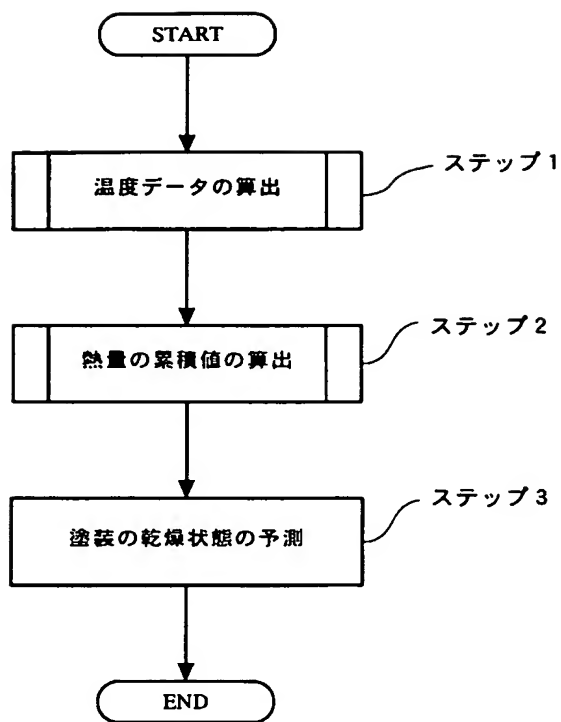 START
温度データの算出
ステップ1
熱量の累積値の算出
ステップ2
塗装の乾燥状態の予測
ステップ3
END